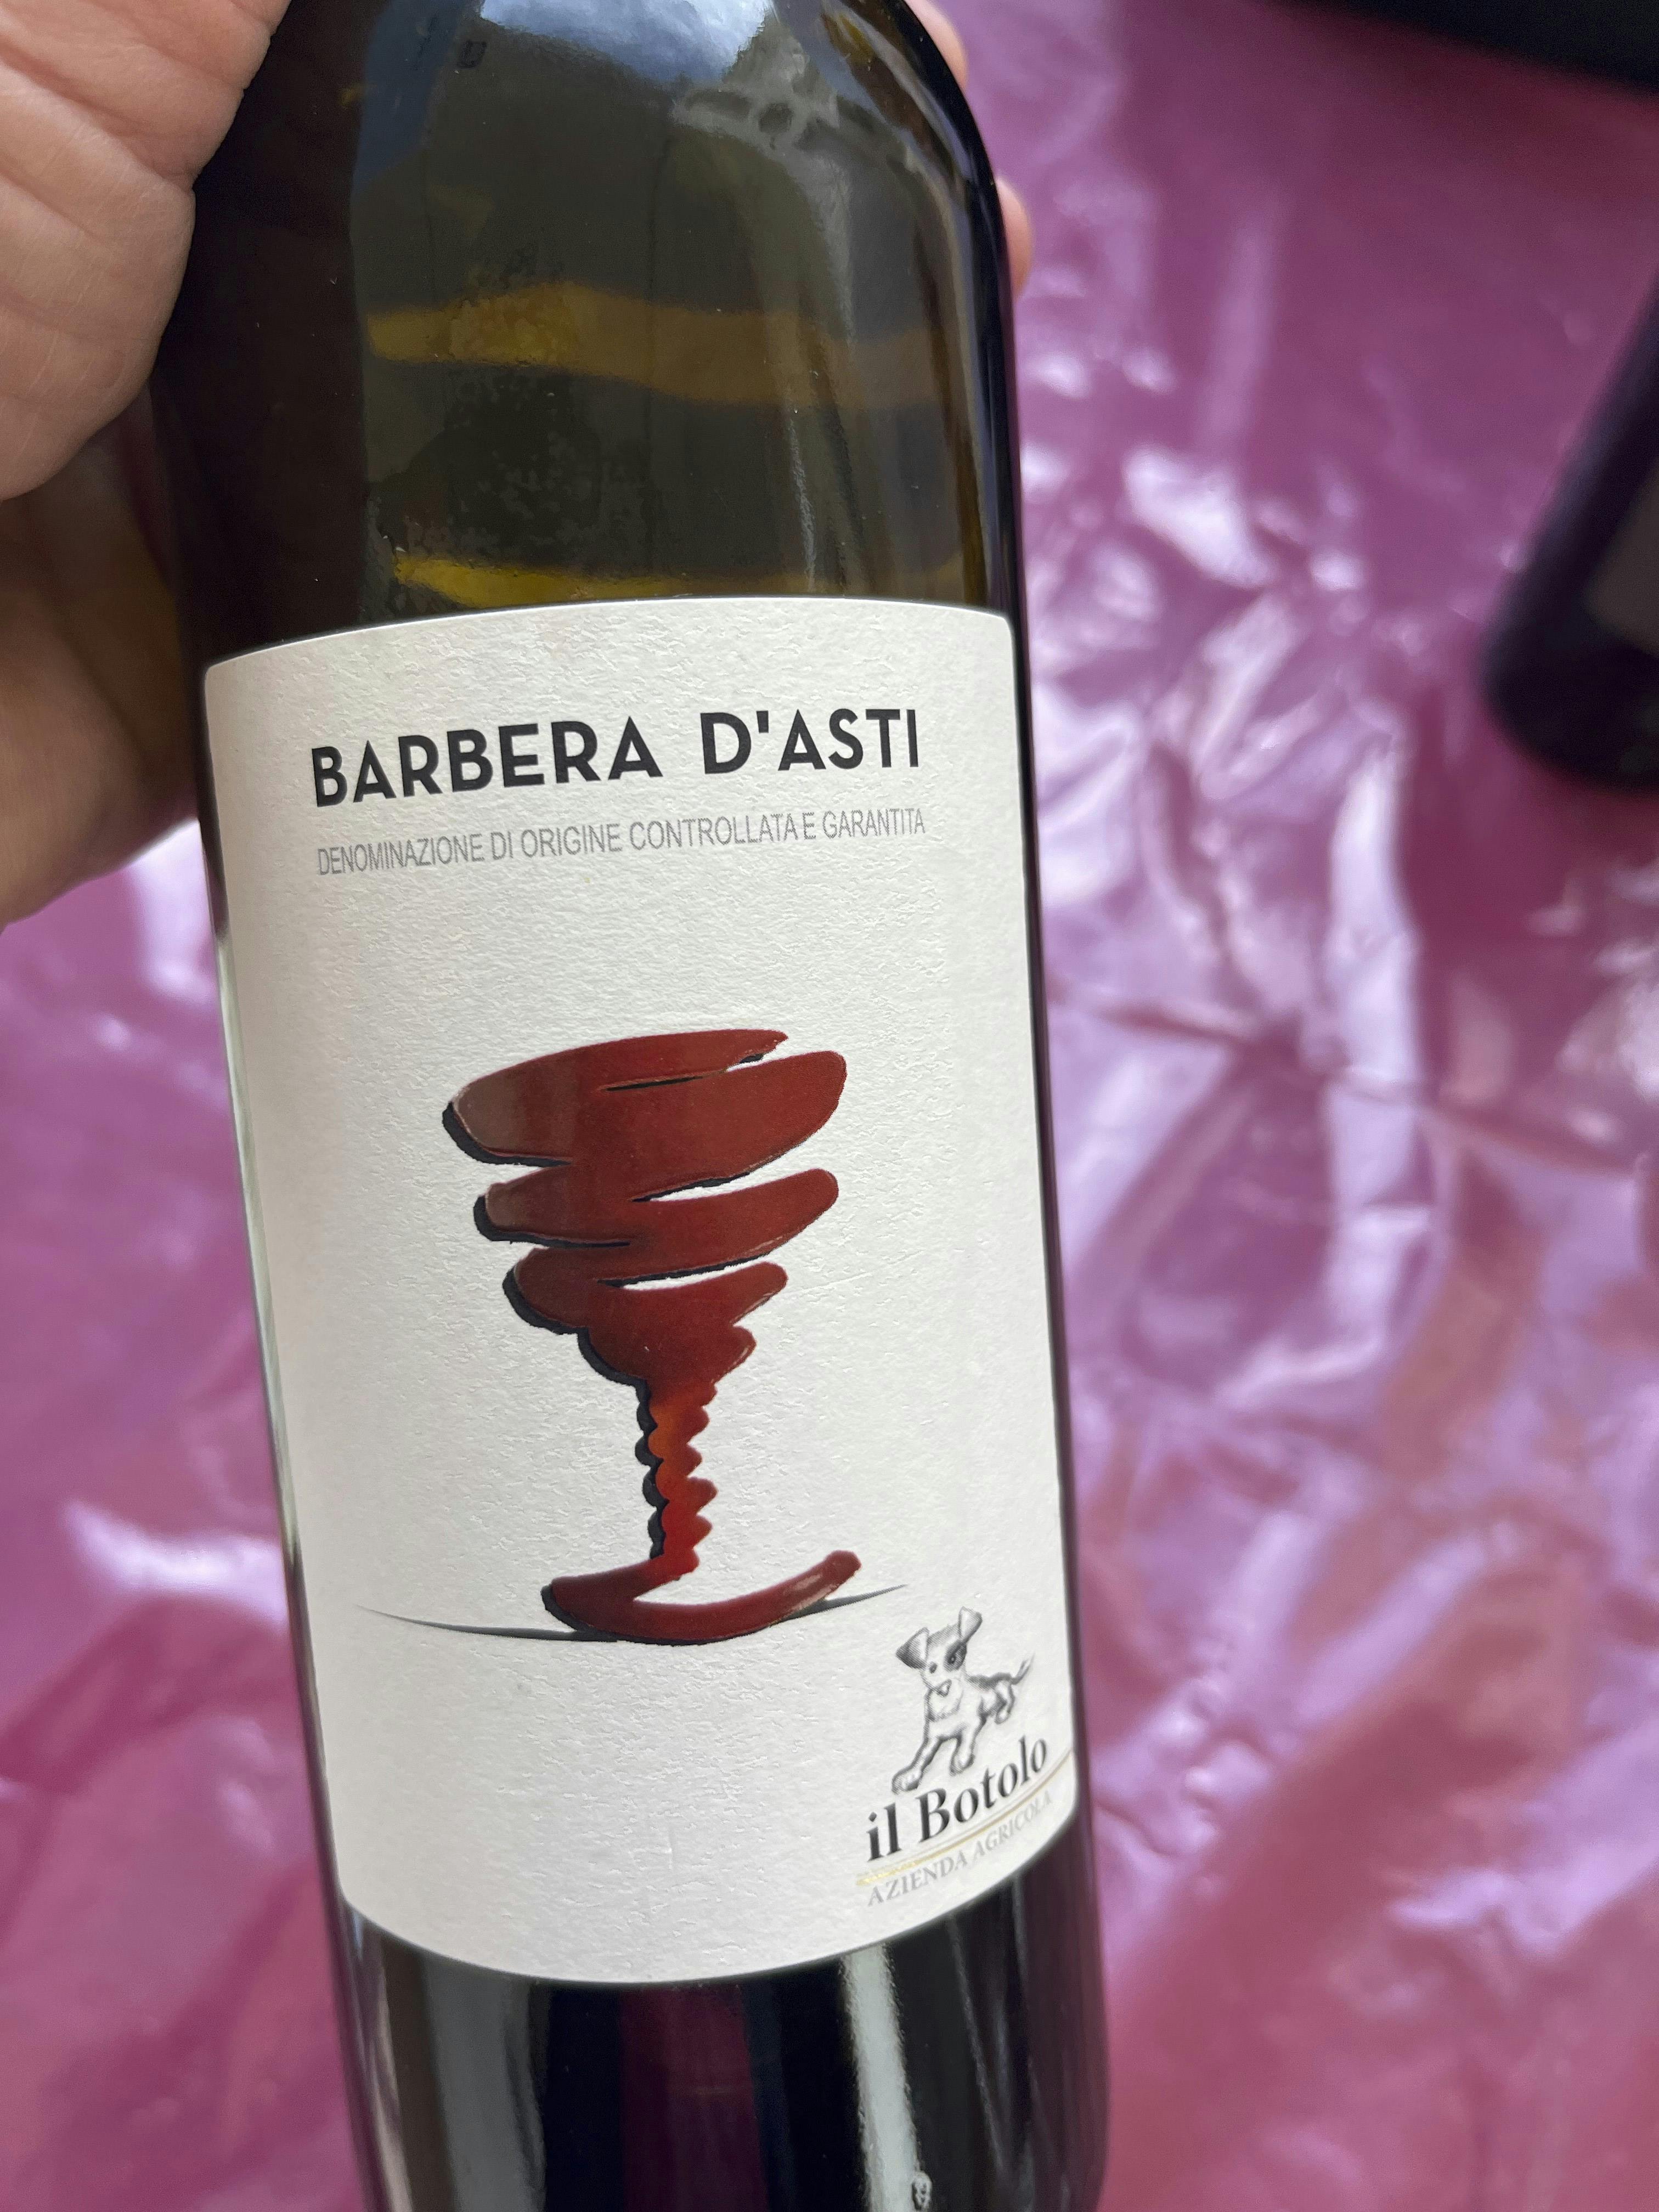 BARBERA D'ASTI
DENOMINAZIONE DI ORIGINE CONTROLLATA E GARANTITA
il Botolo
AZIENDA AGRICOLA